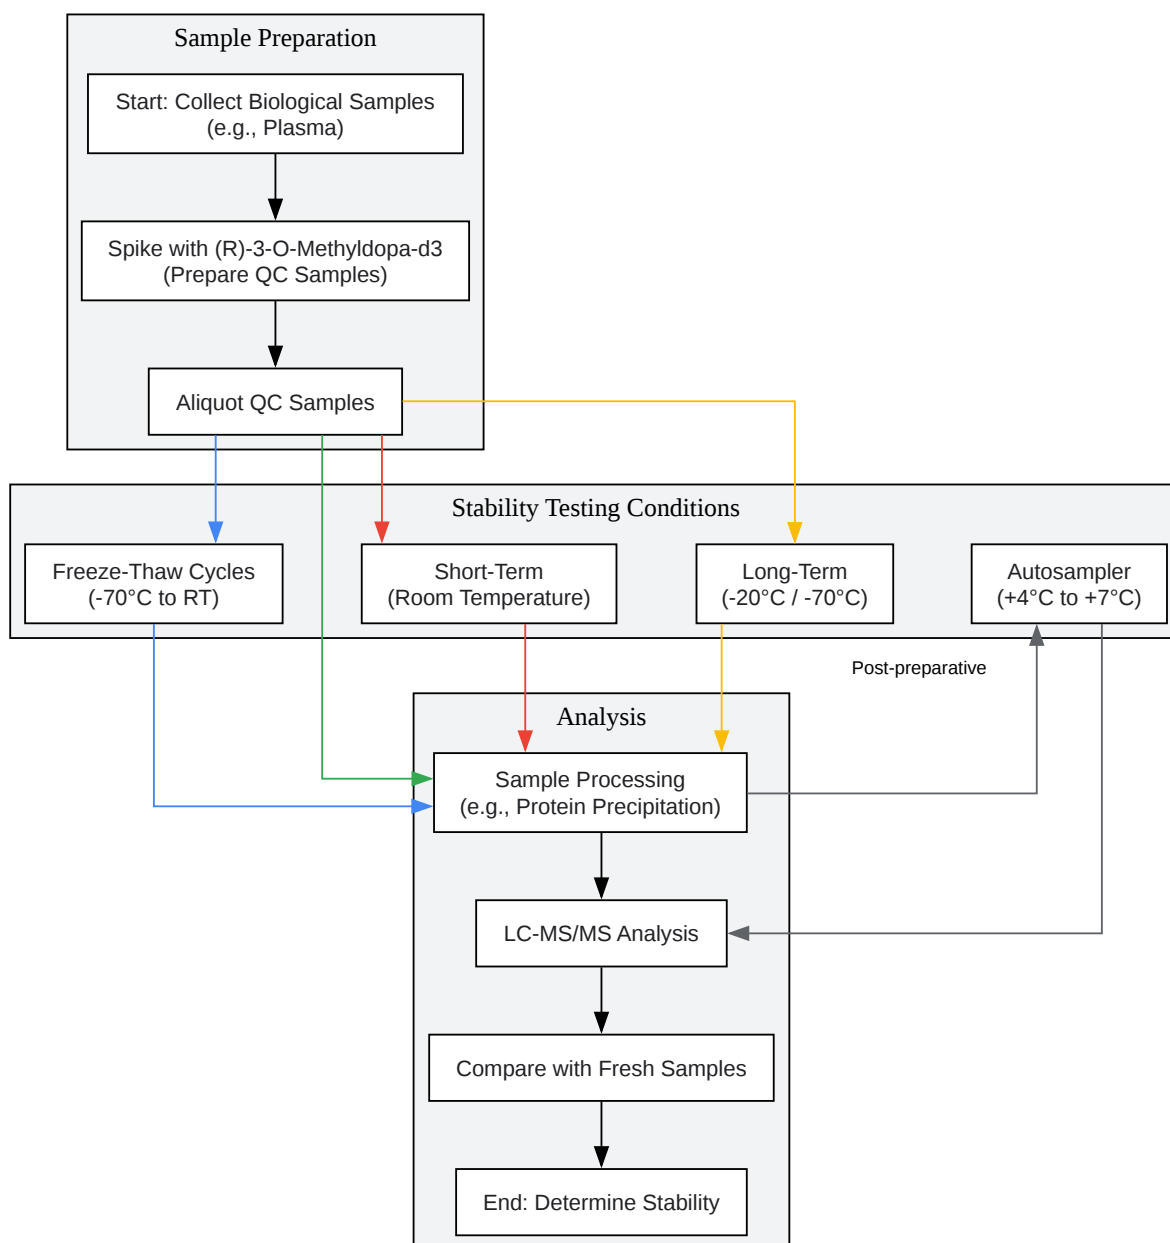 Sample Preparation
Start: Collect Biological Samples
(e.g., Plasma)
Spike with (R)-3-O-Methyldopa-d3
(Prepare QC Samples)
Aliquot QC Samples
Stability Testing Conditions
Freeze-Thaw Cycles
(-70°C to RT)
Short-Term
(Room Temperature)
Long-Term
(-20°C / -70°C)
Autosampler
(+4°C to +7°C)
Post-preparative
Analysis
Sample Processing
(e.g., Protein Precipitation)
LC-MS/MS Analysis
Compare with Fresh Samples
End: Determine Stability